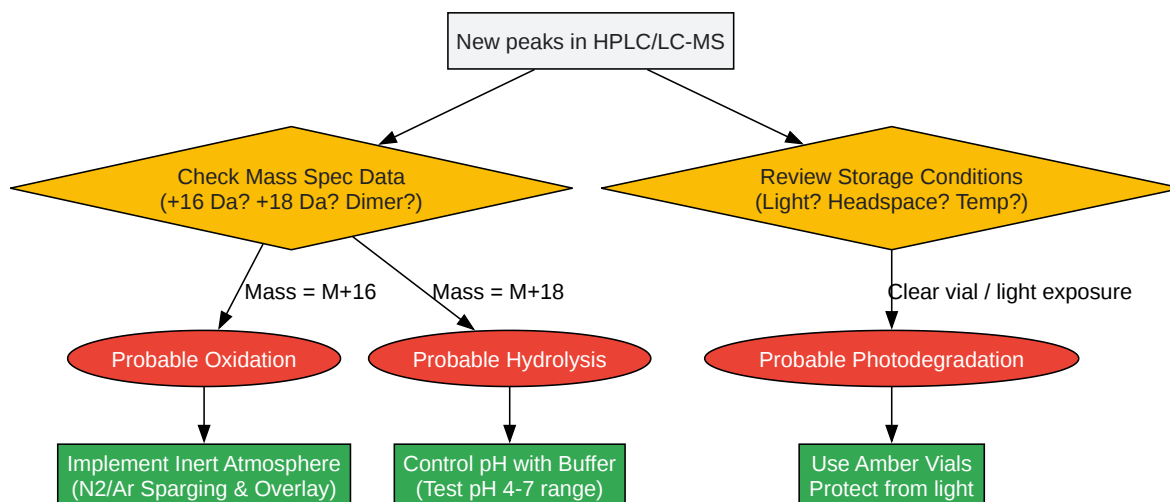 New peaks in HPLC/LC-MS
Check Mass Spec Data
(+16 Da? +18 Da? Dimer?)
Review Storage Conditions
(Light? Headspace? Temp?)
Mass = M+16
Mass = M+18
Clear vial / light exposure
Probable Oxidation
Probable Hydrolysis
Probable Photodegradation
Implement Inert Atmosphere
(N2/Ar Sparging & Overlay)
Control pH with Buffer
(Test pH 4-7 range)
Use Amber Vials
Protect from light